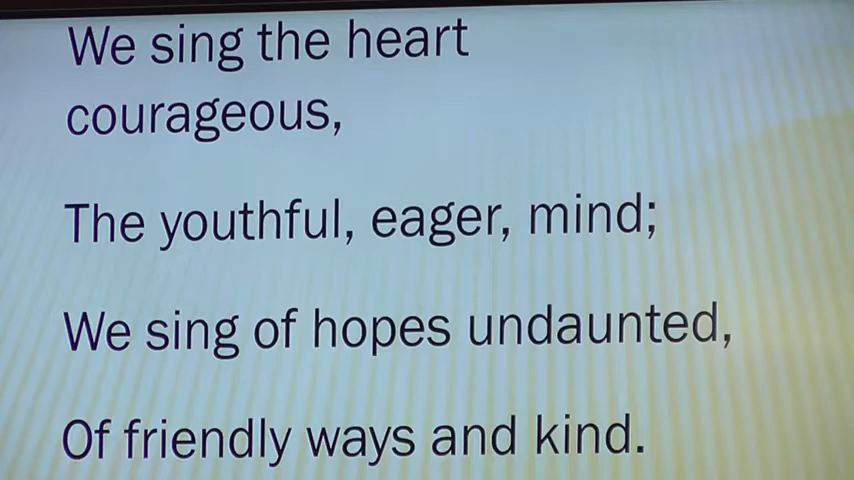 We sing the heart
courageous,
The youthful, eager, mind;
We sing of hopes undaunted,
Of friendly ways and kind.